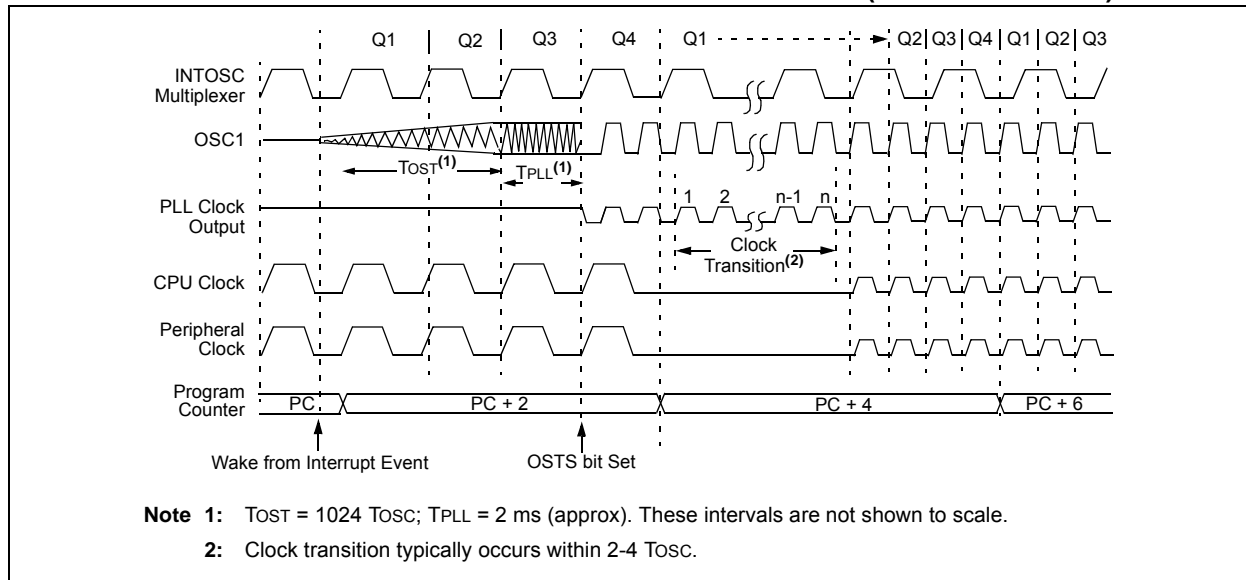 Q1 Q2 Q3 Q4 Q1 Q2 Q3 Q4 Q1 Q2 Q3
INTOSC
Multiplexer
OSC1
TOST(1)
TPLL(1)
1 2 n-1 n
PLL Clock
Output
Clock
Transition(2)
CPU Clock
Peripheral
Clock
Program
Counter
PC PC + 2 PC + 4 PC + 6
Wake from Interrupt Event OSTS bit Set
Note 1: TOST = 1024 TOSC; TPLL = 2 ms (approx). These intervals are not shown to scale.
2: Clock transition typically occurs within 2-4 TOSC.